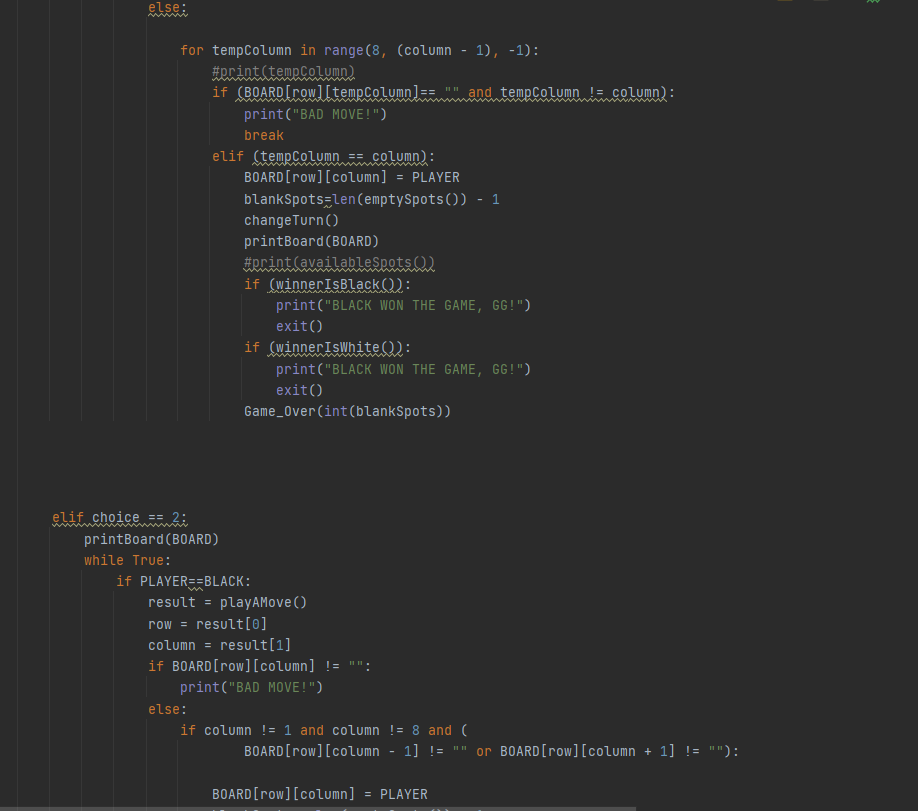 else:
for tempColumn in range(8, (column - 1), -1):
#print(tempColumn)
if (BOARD[row][tempColumn]== "" and tempColumn != column):
print("BAD MOVE!")
break
elif (tempColumn == column):
BOARD[row][column] = PLAYER
blankSpots=len(emptySpots()) - 1
changeTurn()
printBoard(BOARD)
#print(availableSpots())
if (winnerIsBlack()):
print("BLACK WON THE GAME, GG!")
exit()
if (winnerIsWhite()):
print("BLACK WON THE GAME, GG!")
exit()
Game_Over(int(blankSpots))
elif choice == 2:
printBoard(BOARD)
while True:
if PLAYER==BLACK:
result = playAMove()
row = result[0]
column = result[1]
if BOARD[row][column] != "":
print("BAD MOVE!")
else:
if column != 1 and column != 8 and (
BOARD[row][column - 1] != "" or BOARD[row][column + 1] != ""):
BOARD[row][column] = PLAYER